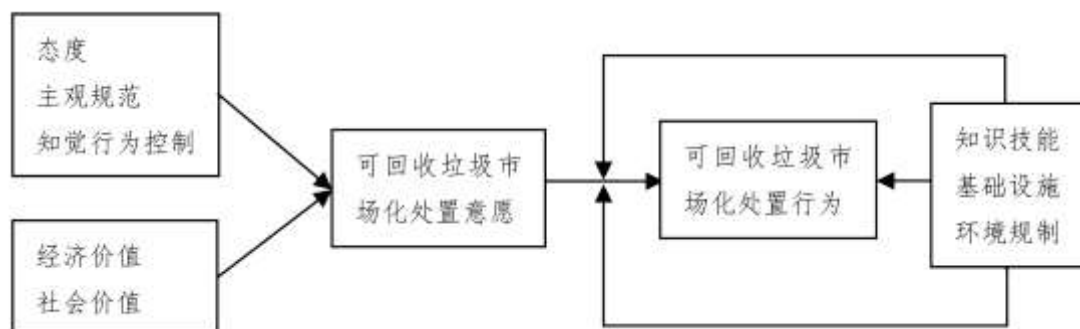 态度
主观规范
知觉行为控制
经济价值
社会价值
可回收垃圾市
场化处置意愿
可回收垃圾市
场化处置行为
知识技能
基础设施
环境规制